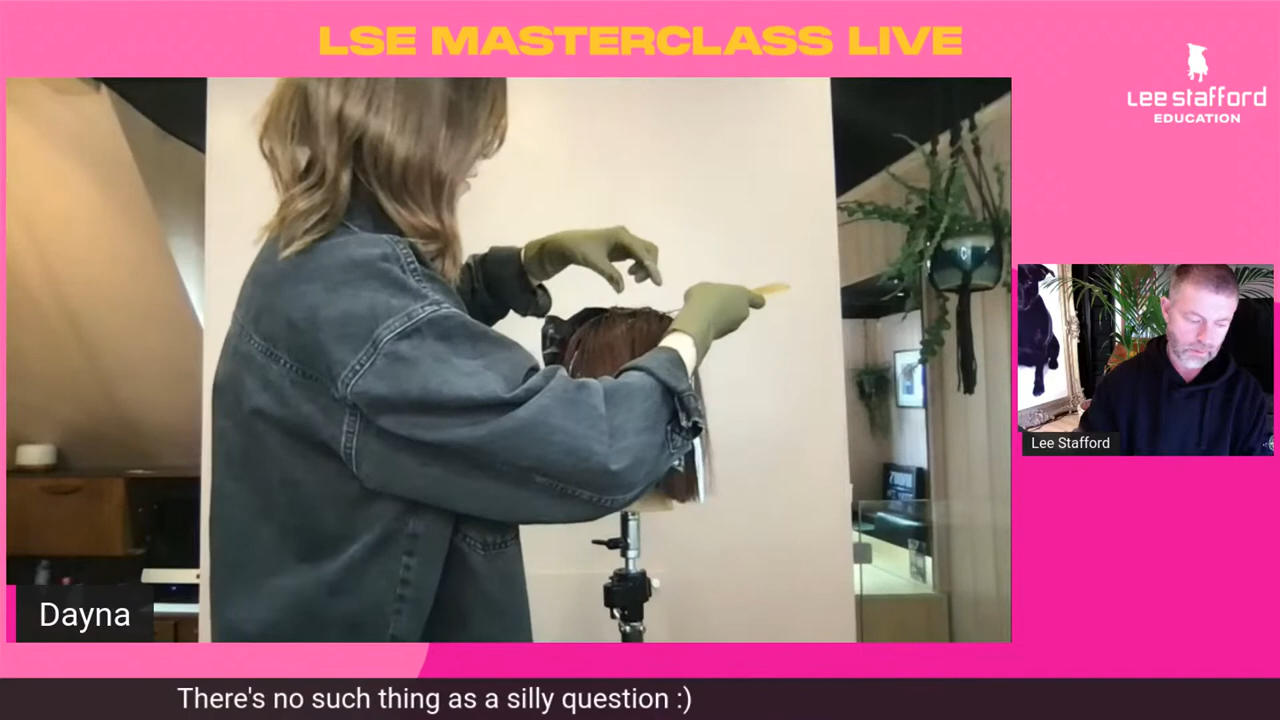 LSE MASTERCLASS LIVE
Lee Stafford
EDUCATION
Lee Stafford
Dayna
There's no such thing as a silly question :)